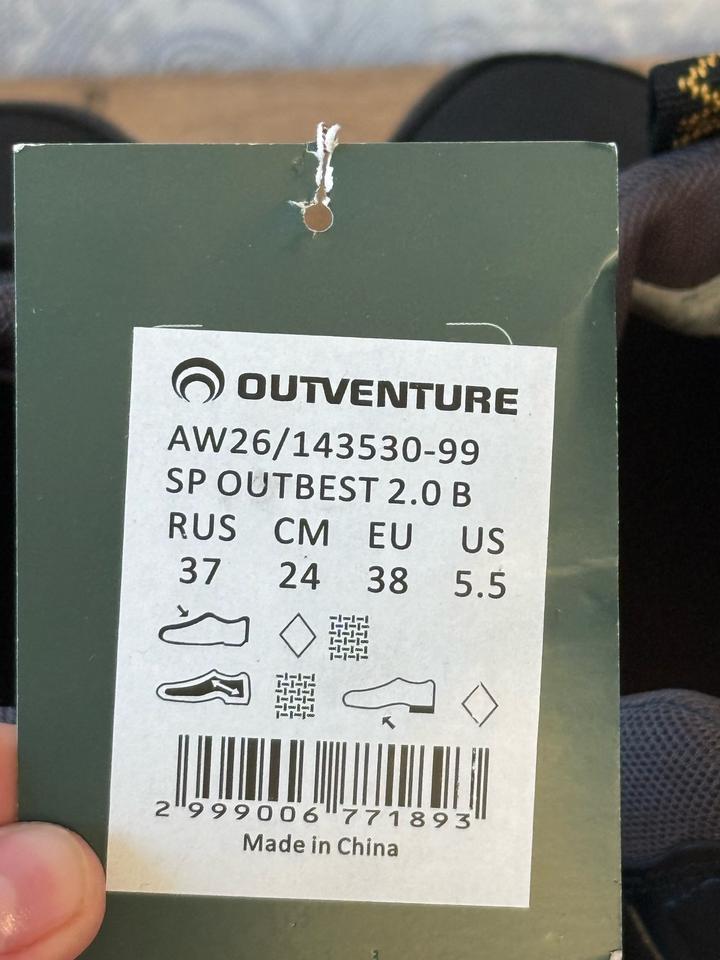 OUTVENTURE
AW26/143530-99
SP OUTBEST 2.0 B
RUS CM EU US
37 24 38 5.5
2 999006 771893
Made in China